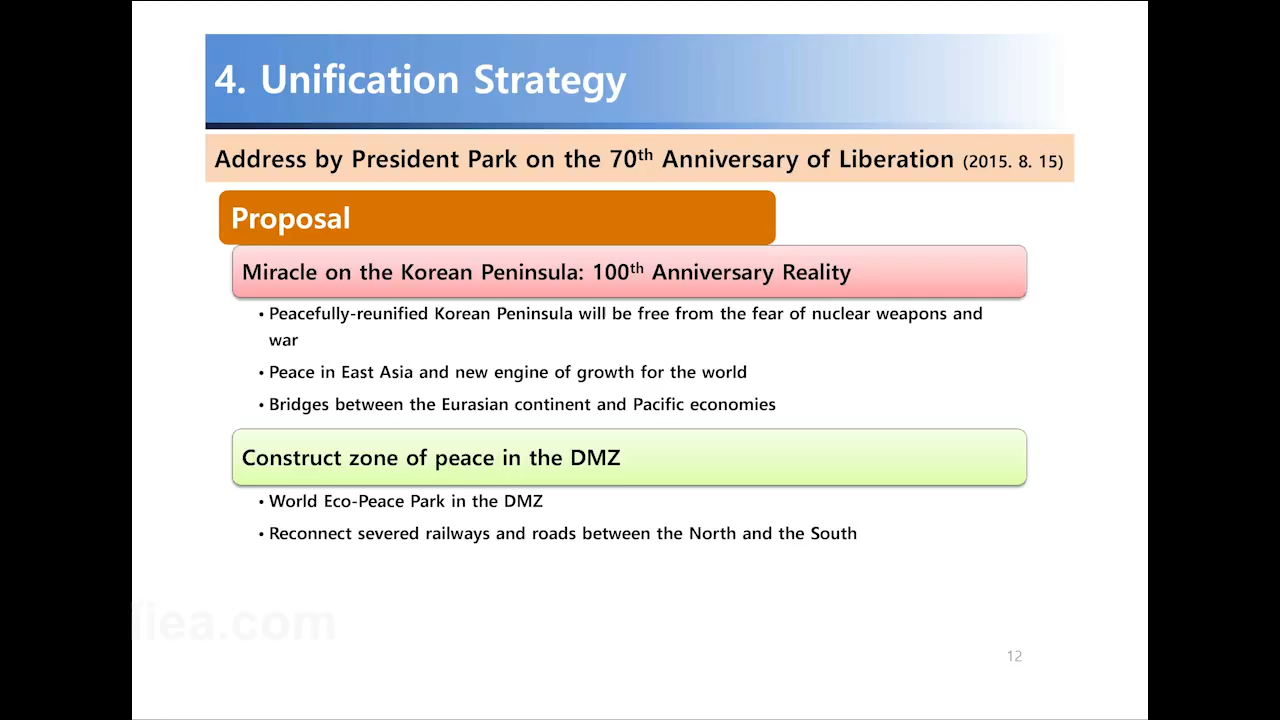 4. Unification Strategy
Address by President Park on the 70th Anniversary of Liberation (2015. 8. 15)
Proposal
Miracle on the Korean Peninsula: 100th Anniversary Reality
• Peacefully-reunified Korean Peninsula will be free from the fear of nuclear weapons and
war
• Peace in East Asia and new engine of growth for the world
• Bridges between the Eurasian continent and Pacific economies
Construct zone of peace in the DMZ
• World Eco-Peace Park in the DMZ
• Reconnect severed railways and roads between the North and the South
12